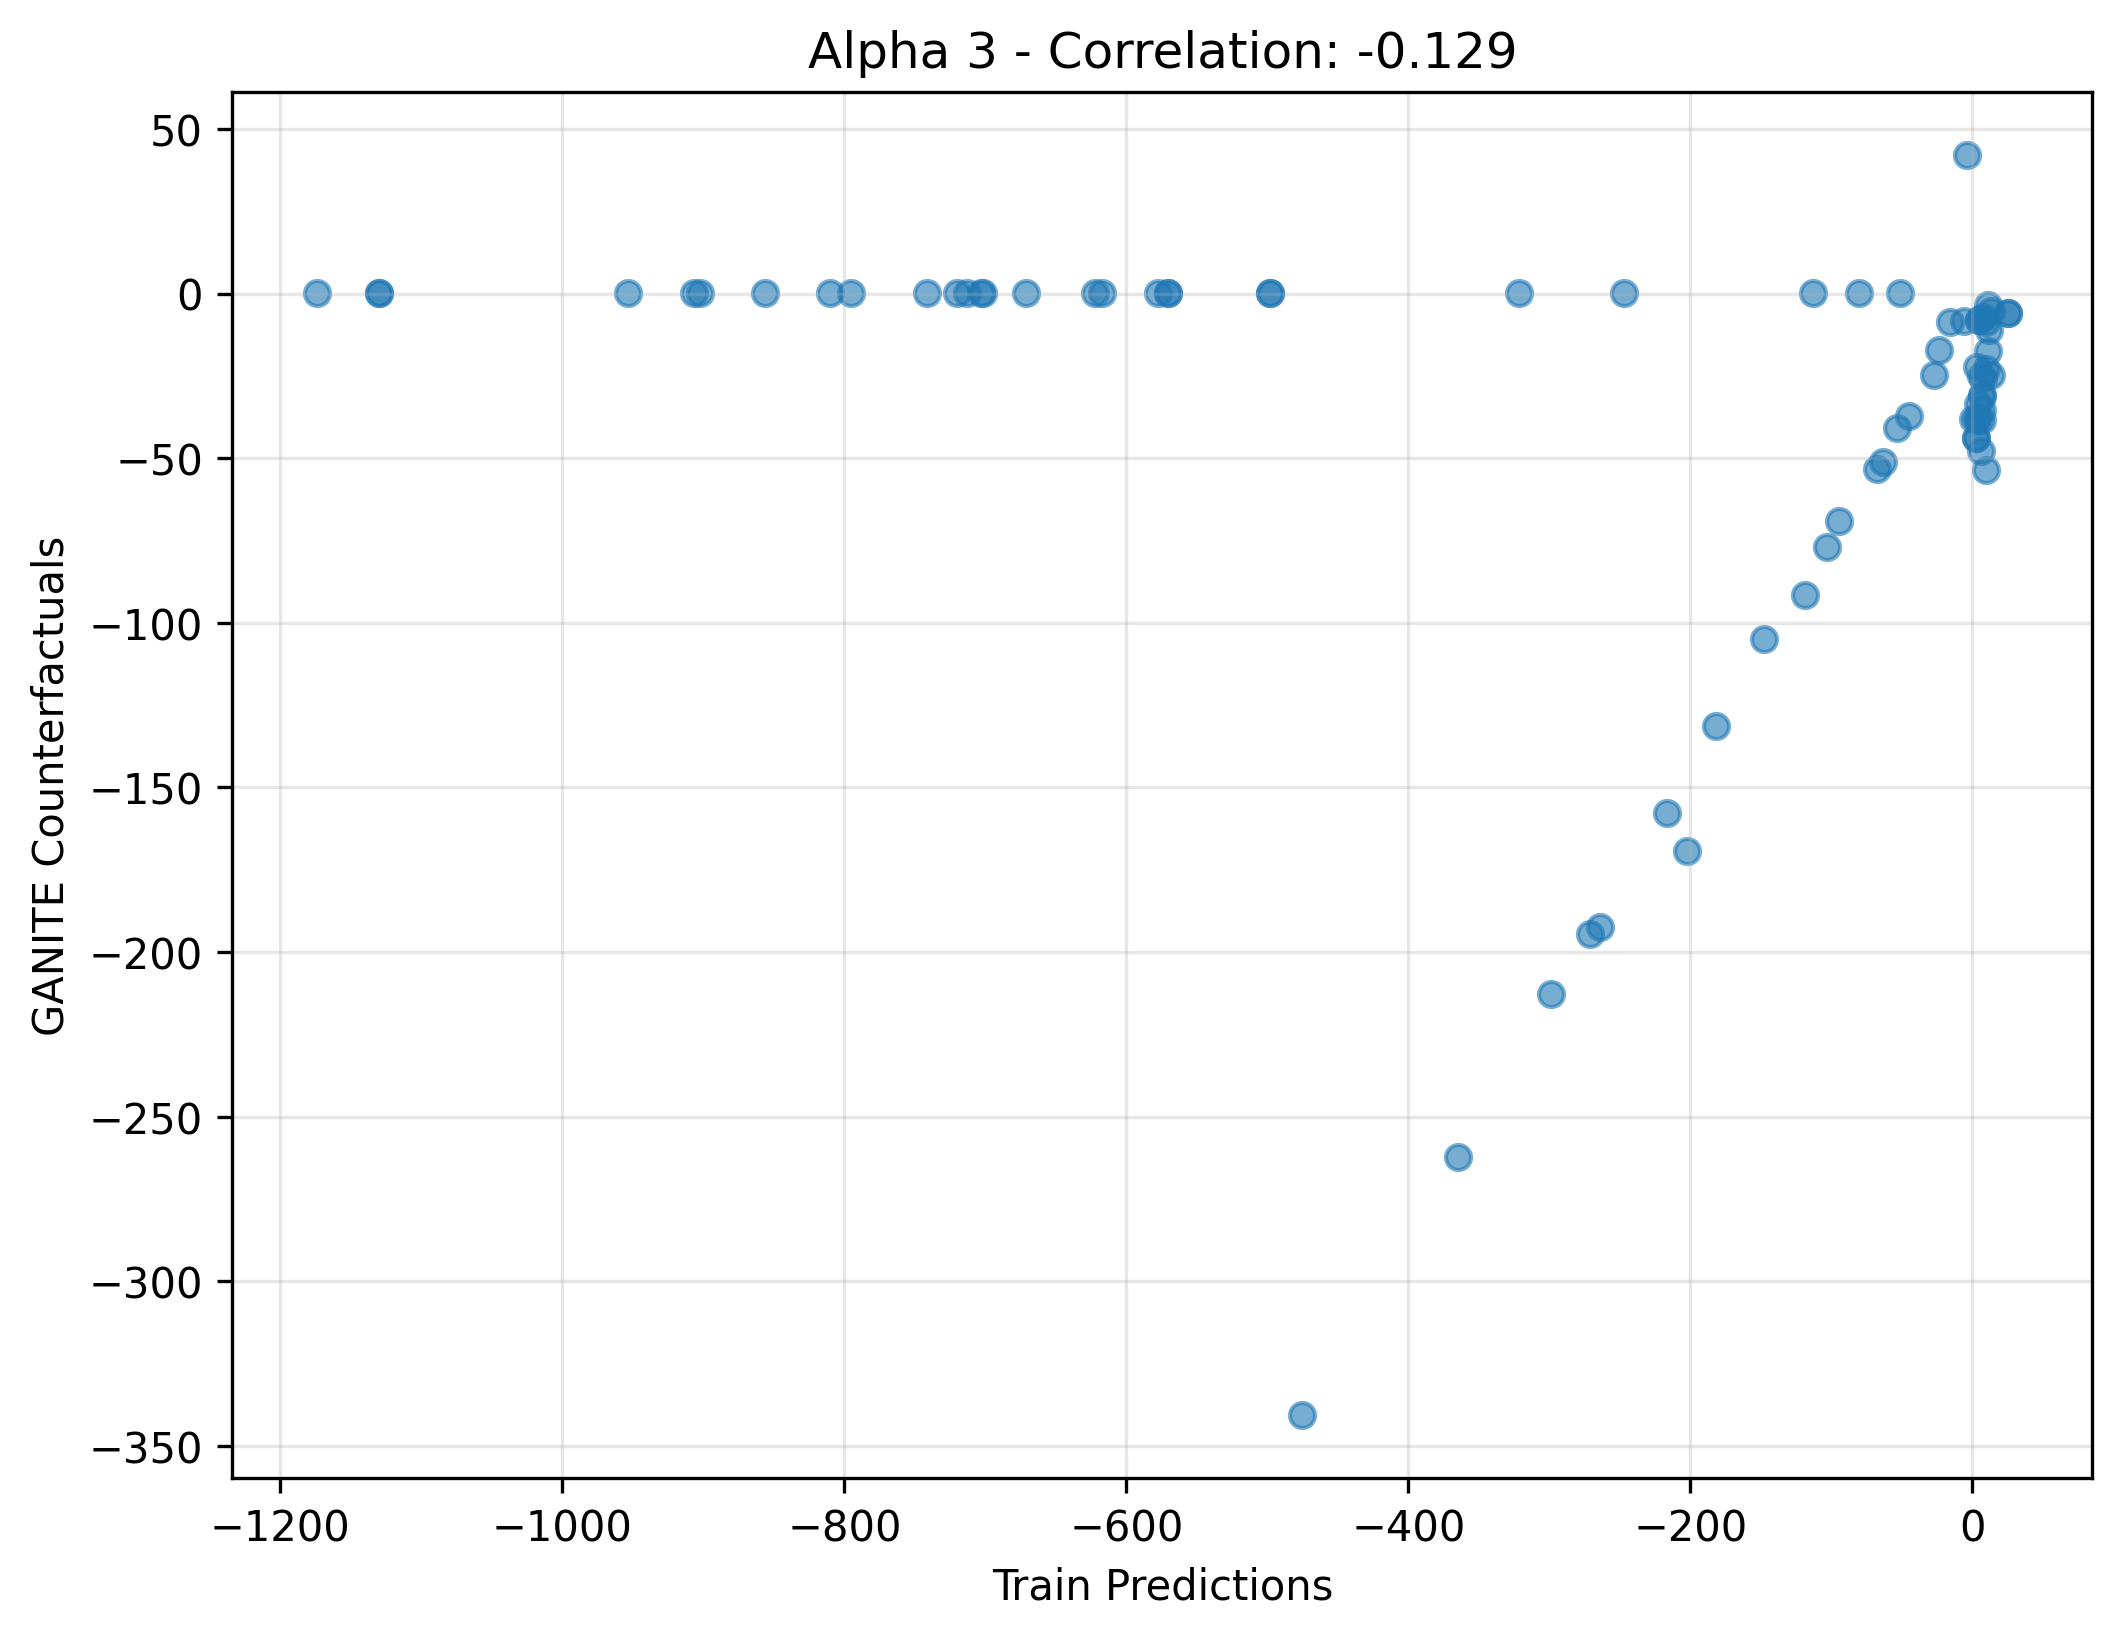 Alpha 3 - Correlation: -0.129
50
0
−50
−100
−150
−200
−250
−300
−350
GANITE Counterfactuals
−1200 −1000 −800 −600 −400 −200 0
Train Predictions